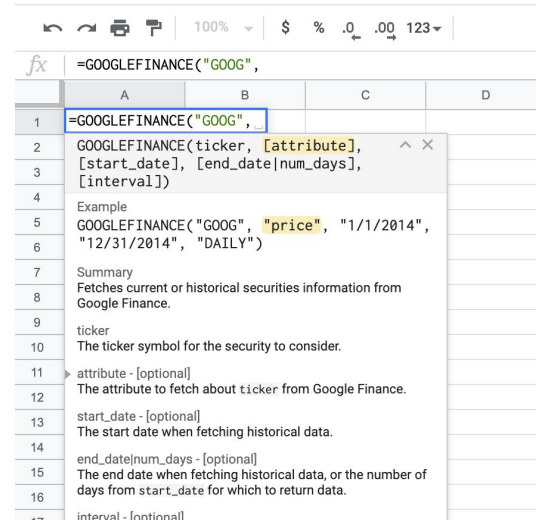 100% $ % .0 .00 123
fx =GOOGLEFINANCE("GOOG",
A B C D
1 =GOOGLEFINANCE("GOOG",
2 GOOGLEFINANCE(ticker, [attribute],
3 [start_date], [end_date|num_days],
[interval])
4
Example
5 GOOGLEFINANCE("GOOG", "price", "1/1/2014",
6 "12/31/2014", "DAILY")
7 Summary
8 Fetches current or historical securities information from
Google Finance.
9
ticker
10 The ticker symbol for the security to consider.
11 attribute - [optional]
12 The attribute to fetch about ticker from Google Finance.
13 start_date - [optional]
The start date when fetching historical data.
14
end_date|num_days - [optional]
15 The end date when fetching historical data, or the number of
16 days from start_date for which to return data.
17 interval - [optional]